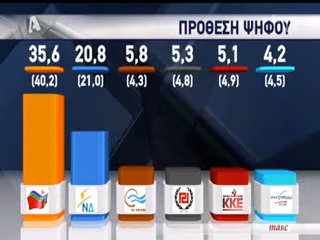 ΠΡΟΘΕΣΗ ΨΗΦΟΥ
35,6 20,8 5,8 5,3 5,1 4,2
(40,2) (21,0) (4,3) (4,8) (4,9) (4,5)
ΝΔ ΚΚΕ
mакс